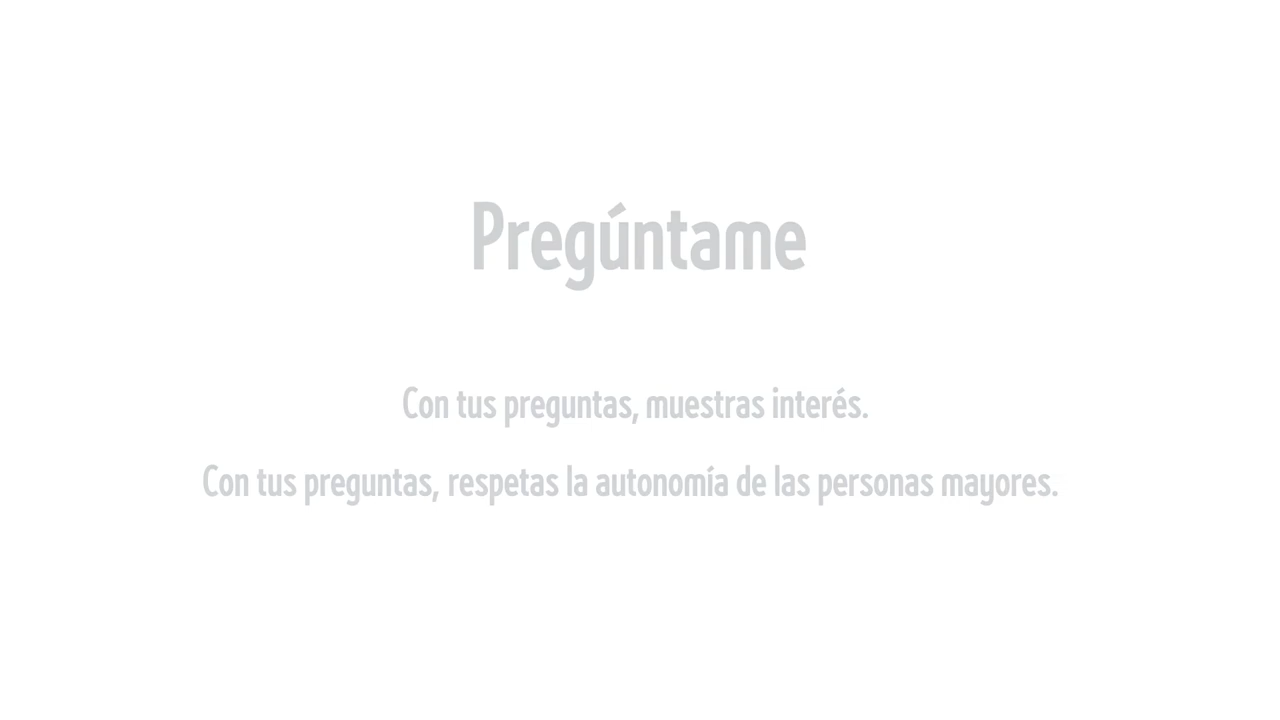 Pregúntame
Con tus preguntas, muestras interés.
Con tus preguntas, respetas la autonomía de las personas mayores.